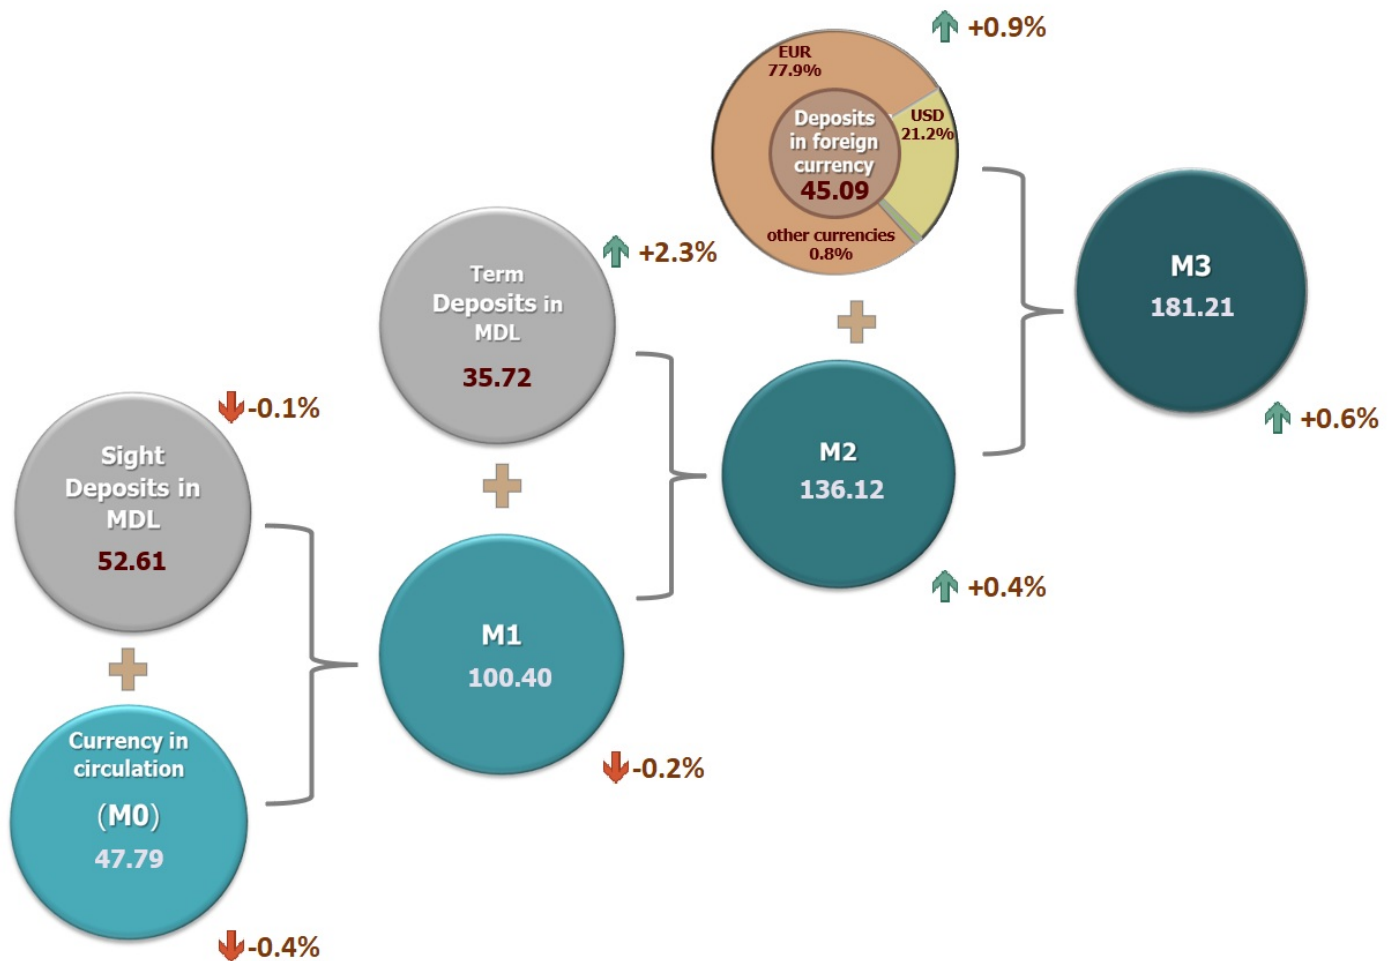 Sight
Deposits in
MDL
52.61
-0.1%
Currency in
circulation
(M0)
47.79
-0.4%
Term
Deposits in
MDL
35.72
+2.3%
M1
100.40
-0.2%
EUR
77.9%
USD
21.2%
other currencies
0.8%
Deposits
in foreign
currency
45.09
+0.9%
M2
136.12
+0.4%
M3
181.21
+0.6%